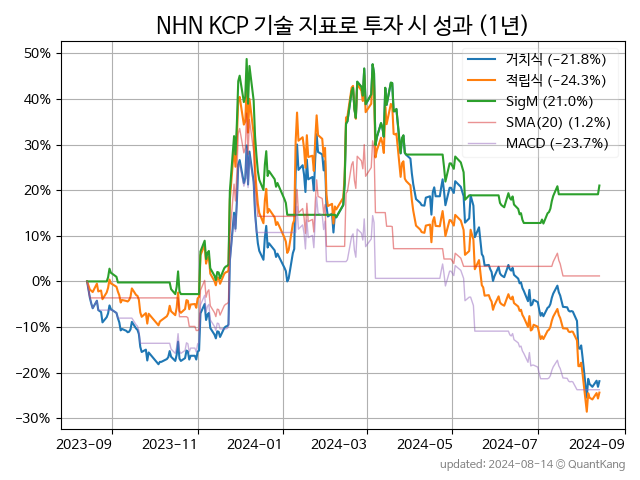 NHN KCP 기술 지표로 투자 시 성과 (1년)
50%
40%
30%
20%
10%
0%
−10%
−20%
−30%
거치식 (−21.8%)
적립식 (−24.3%)
SigM (21.0%)
SMA(20) (1.2%)
MACD (−23.7%)
2023-09
2023-11
2024-01
2024-03
2024-05
2024-07
2024-09
updated: 2024-08-14 © QuantKang